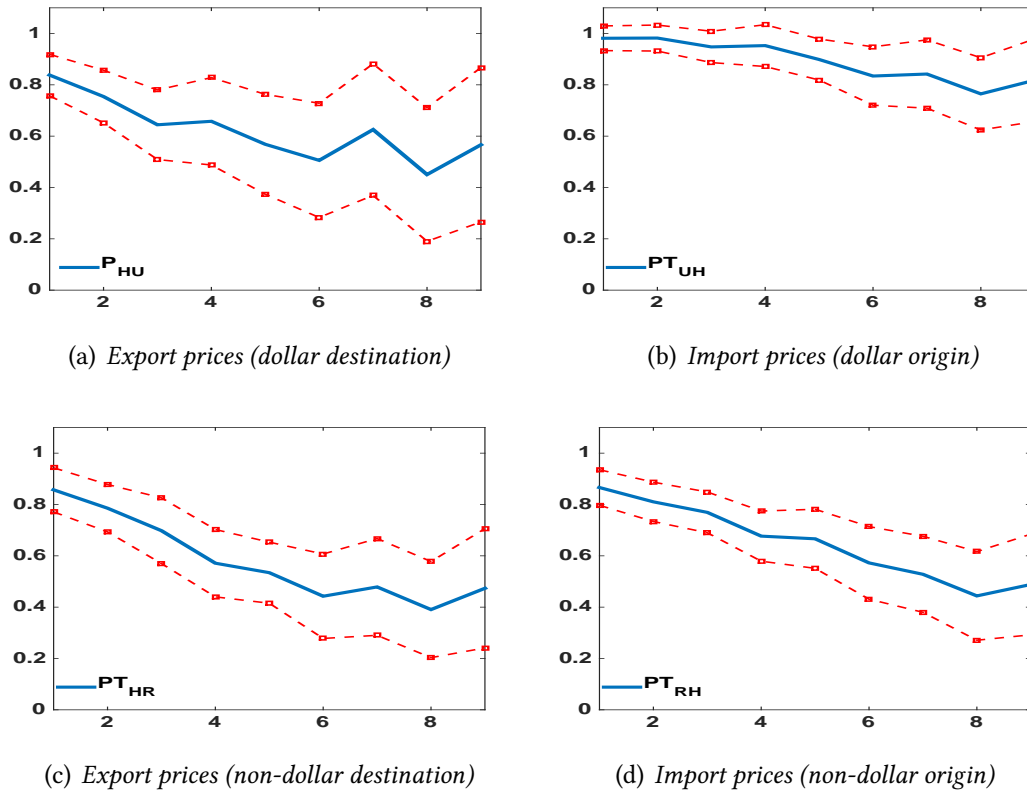 1
0.8
0.6
0.4
0.2
0
2 4 6 8
P_HU
(a) Export prices (dollar destination)
1
0.8
0.6
0.4
0.2
0
2 4 6 8
PT_UH
(b) Import prices (dollar origin)
1
0.8
0.6
0.4
0.2
0
2 4 6 8
PT_HR
(c) Export prices (non-dollar destination)
1
0.8
0.6
0.4
0.2
0
2 4 6 8
PT_RH
(d) Import prices (non-dollar origin)